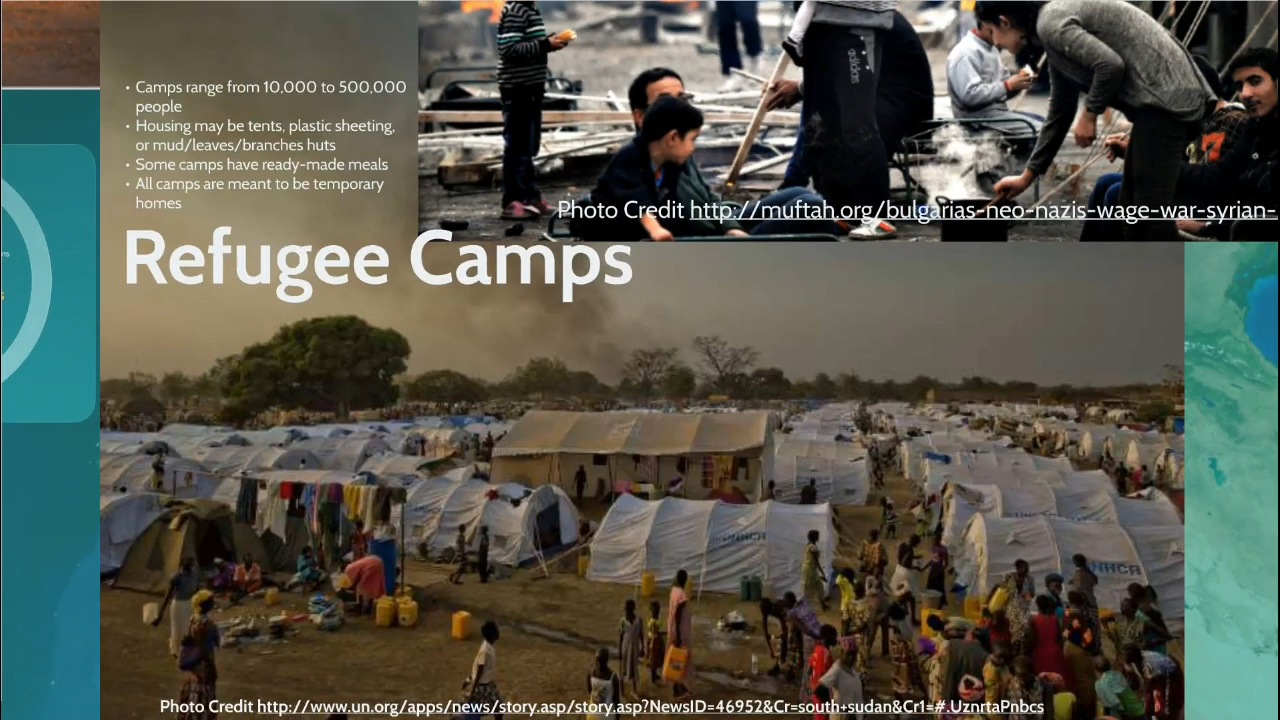 • Camps range from 10,000 to 500,000
people
• Housing may be tents, plastic sheeting,
or mud/leaves/branches huts
• Some camps have ready-made meals
• All camps are meant to be temporary
homes
Photo Credit http://muftah.org/bulgarias-neo-nazis-wage-war-syrian-
Refugee Camps
adidas
UNHCR
UNHCR
Photo Credit http://www.un.org/apps/news/story.asp/story.asp?NewsID=46952&Cr=south+sudan&Cr1=#.UznrtaPnbcs